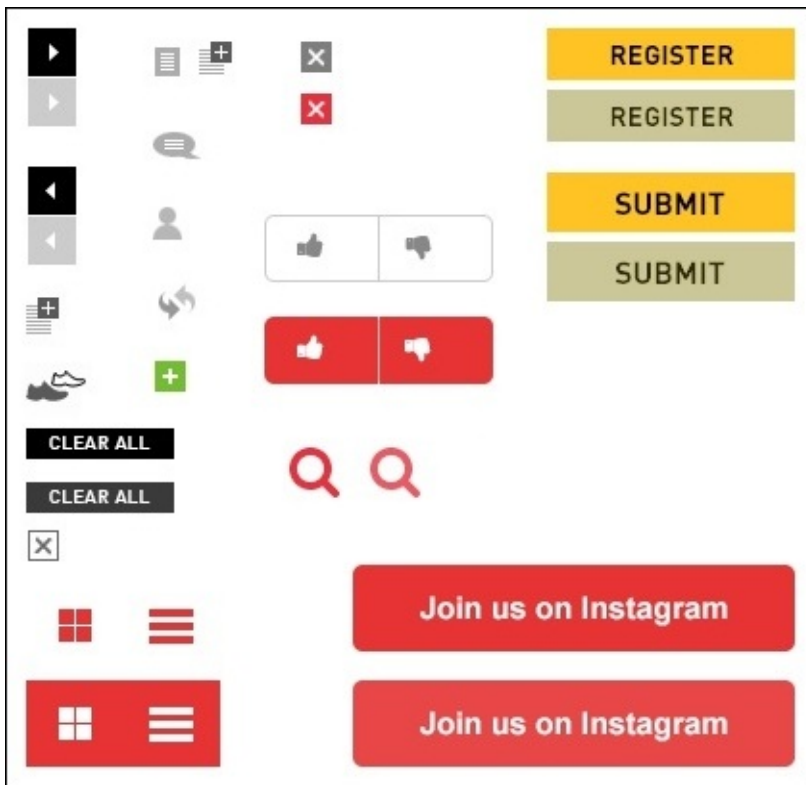 REGISTER
REGISTER
SUBMIT
SUBMIT
CLEAR ALL
CLEAR ALL
Join us on Instagram
Join us on Instagram